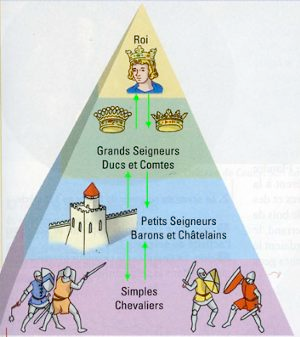 Roi
Grands Seigneurs
Ducs et Comtes
Petits Seigneurs
Barons et Châtelains
Simples
Chevaliers